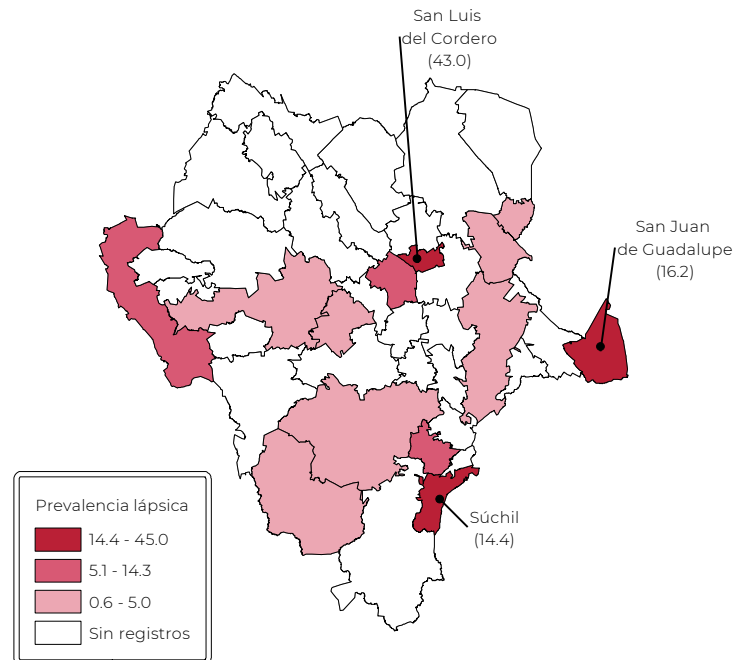 San Luis
del Cordero
(43.0)
San Juan
de Guadalupe
(16.2)
Súchil
(14.4)
Prevalencia lápsica
14.4 - 45.0
5.1 - 14.3
0.6 - 5.0
Sin registros